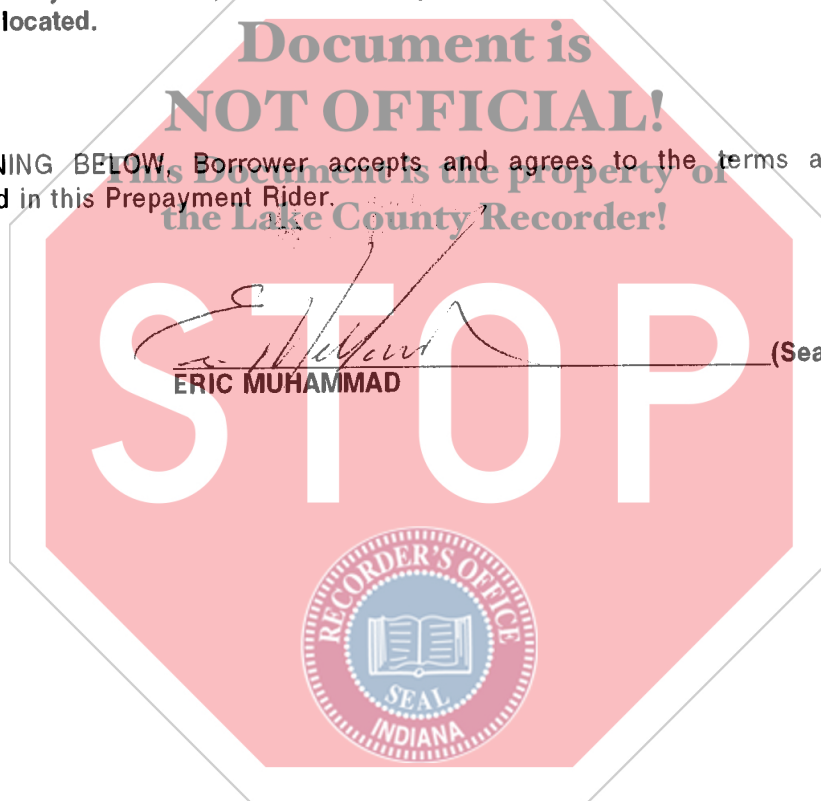 located.
Document is
NOT OFFICIAL!
NING BELOW, Borrower accepts and agrees to the terms a
This Document is the property of
d in this Prepayment Rider.
the Lake County Recorder!
STOP
(Sea
ERIC MUHAMMAD
RECORDER'S OFFICE
SEAL
INDIANA